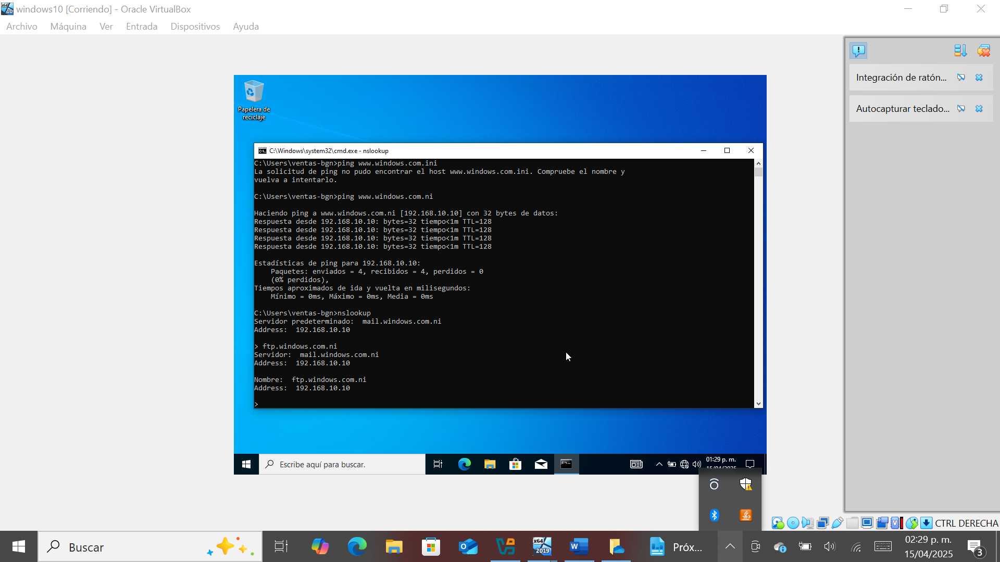 windows10 [Corriendo] - Oracle VirtualBox
Archivo Máquina Ver Entrada Dispositivos Ayuda
Integración de ratón...
Autocapturar teclado...
Papelera de
reciclaje
C:\Windows\system32\cmd.exe - nslookup
C:\Users\ventas-bgn>ping www.windows.com.ini
La solicitud de ping no pudo encontrar el host www.windows.com.ini. Compruebe el nombre y
vuelva a intentarlo.
C:\Users\ventas-bgn>ping www.windows.com.ni
Haciendo ping a www.windows.com.ni [192.168.10.10] con 32 bytes de datos:
Respuesta desde 192.168.10.10: bytes=32 tiempo<1m TTL=128
Respuesta desde 192.168.10.10: bytes=32 tiempo<1m TTL=128
Respuesta desde 192.168.10.10: bytes=32 tiempo<1m TTL=128
Respuesta desde 192.168.10.10: bytes=32 tiempo<1m TTL=128
Estadísticas de ping para 192.168.10.10:
Paquetes: enviados = 4, recibidos = 4, perdidos = 0
(0% perdidos),
Tiempos aproximados de ida y vuelta en milisegundos:
Mínimo = 0ms, Máximo = 0ms, Media = 0ms
C:\Users\ventas-bgn>nslookup
Servidor predeterminado: mail.windows.com.ni
Address: 192.168.10.10
> ftp.windows.com.ni
Servidor: mail.windows.com.ni
Address: 192.168.10.10
Nombre: ftp.windows.com.ni
Address: 192.168.10.10
>
Escribe aquí para buscar.
01:29 p. m.
15/04/2025
CTRL DERECHA
Buscar
x64
2019
Próx...
02:29 p. m.
15/04/2025
3